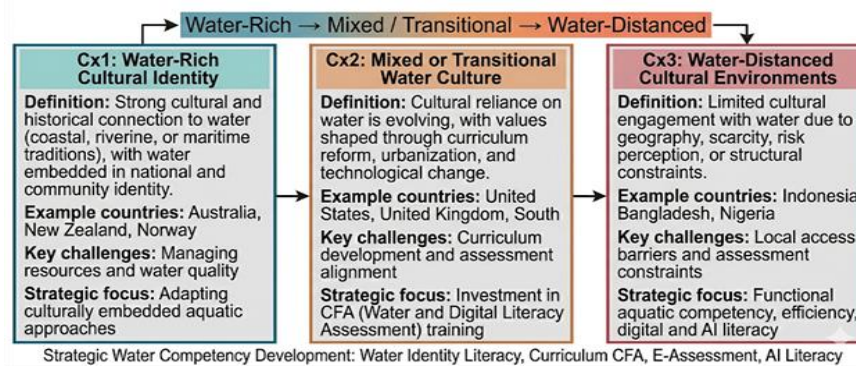 Water-Rich → Mixed / Transitional → Water-Distanced
Cx1: Water-Rich
Cultural Identity
Definition: Strong cultural and
historical connection to water
(coastal, riverine, or maritime
traditions), with water
embedded in national and
community identity.
Example countries: Australia,
New Zealand, Norway
Key challenges: Managing
resources and water quality
Strategic focus: Adapting
culturally embedded aquatic
approaches
Cx2: Mixed or Transitional
Water Culture
Definition: Cultural reliance on
water is evolving, with values
shaped through curriculum
reform, urbanization, and
technological change.
Example countries: United
States, United Kingdom, South
Key challenges: Curriculum
development and assessment
alignment
Strategic focus: Investment in
CFA (Water and Digital Literacy
Assessment) training
Cx3: Water-Distanced
Cultural Environments
Definition: Limited cultural
engagement with water due to
geography, scarcity, risk
perception, or structural
constraints.
Example countries: Indonesia
Bangladesh, Nigeria
Key challenges: Local access
barriers and assessment
constraints
Strategic focus: Functional
aquatic competency, efficiency,
digital and AI literacy
Strategic Water Competency Development: Water Identity Literacy, Curriculum CFA, E-Assessment, AI Literacy